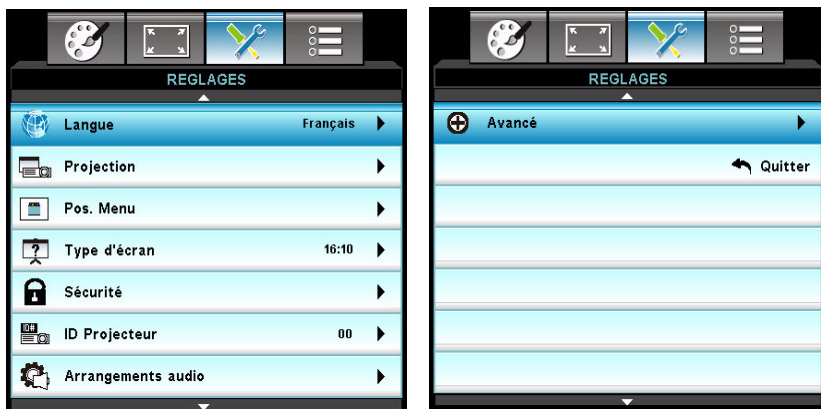 REGLAGES
Langue Français
Projection
Pos. Menu
? Type d'écran 16:10
Sécurité
ID# ID Projecteur 00
Arrangements audio
REGLAGES
Avancé
Quitter